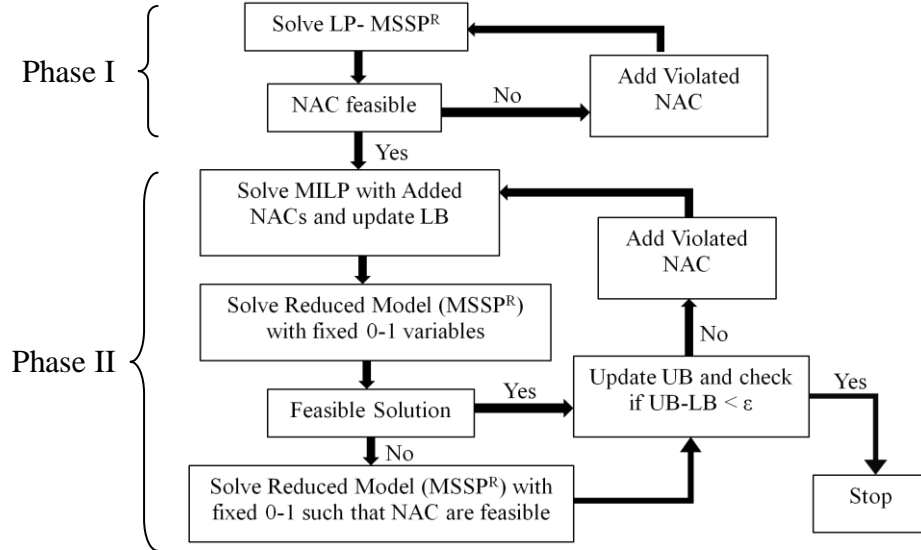 Phase I
Solve LP- MSSPᴿ
NAC feasible
No
Add Violated
NAC
Yes
Phase II
Solve MILP with Added
NACs and update LB
Add Violated
NAC
Solve Reduced Model (MSSPᴿ)
with fixed 0-1 variables
No
Feasible Solution
Yes
Update UB and check
if UB-LB < ε
Yes
No
Solve Reduced Model (MSSPᴿ) with
fixed 0-1 such that NAC are feasible
Stop